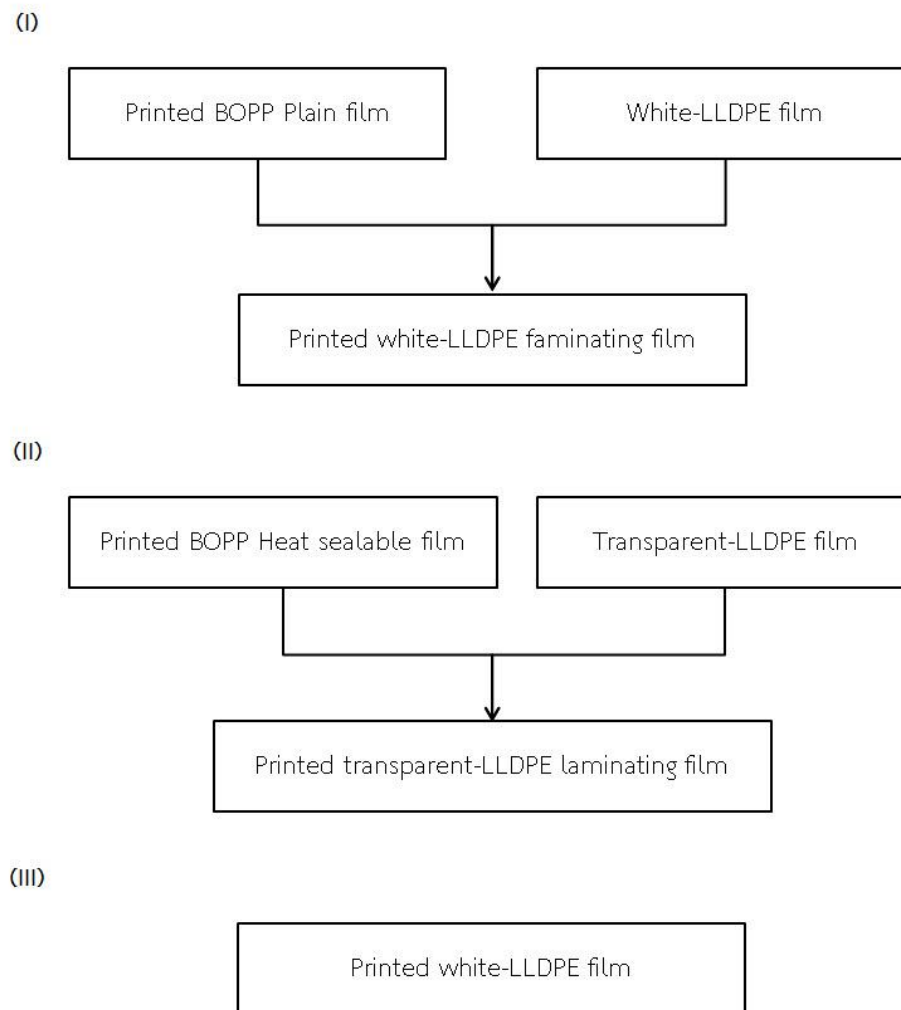 (I)
Printed BOPP Plain film
White-LLDPE film
Printed white-LLDPE faminating film
(II)
Printed BOPP Heat sealable film
Transparent-LLDPE film
Printed transparent-LLDPE laminating film
(III)
Printed white-LLDPE film